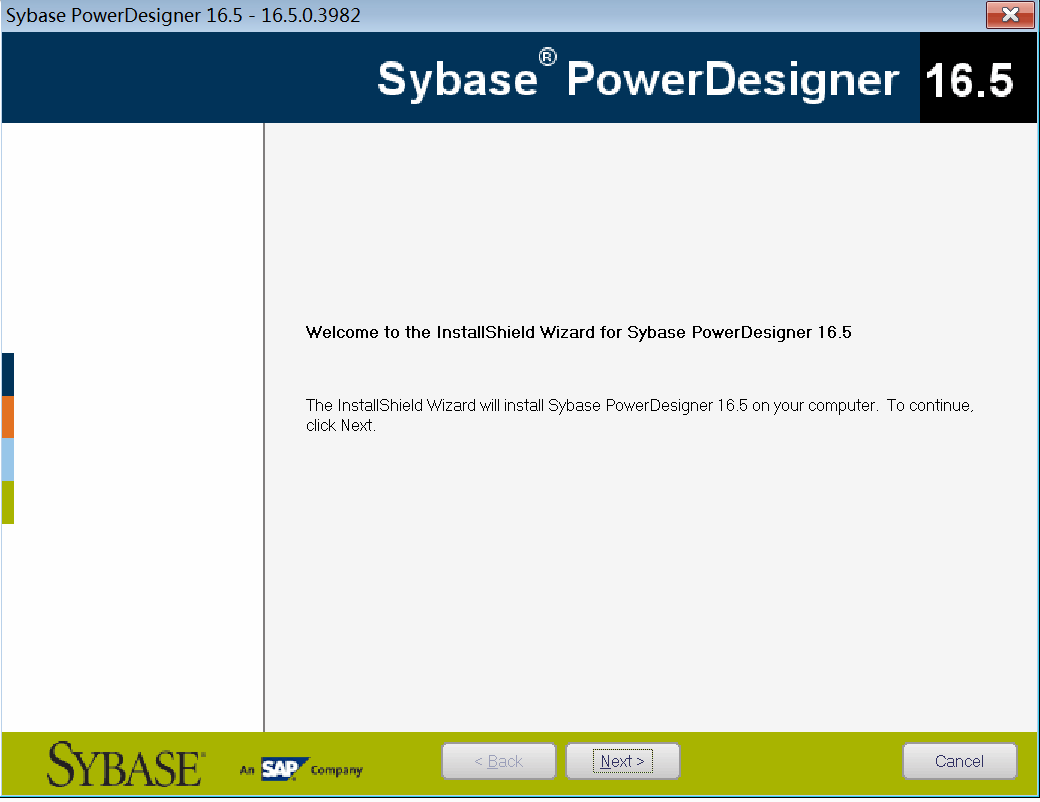 Sybase PowerDesigner 16.5 - 16.5.0.3982
Sybase® PowerDesigner 16.5
Welcome to the InstallShield Wizard for Sybase PowerDesigner 16.5
The InstallShield Wizard will install Sybase PowerDesigner 16.5 on your computer.  To continue,
click Next.
SYBASE An SAP Company < Back Next > Cancel